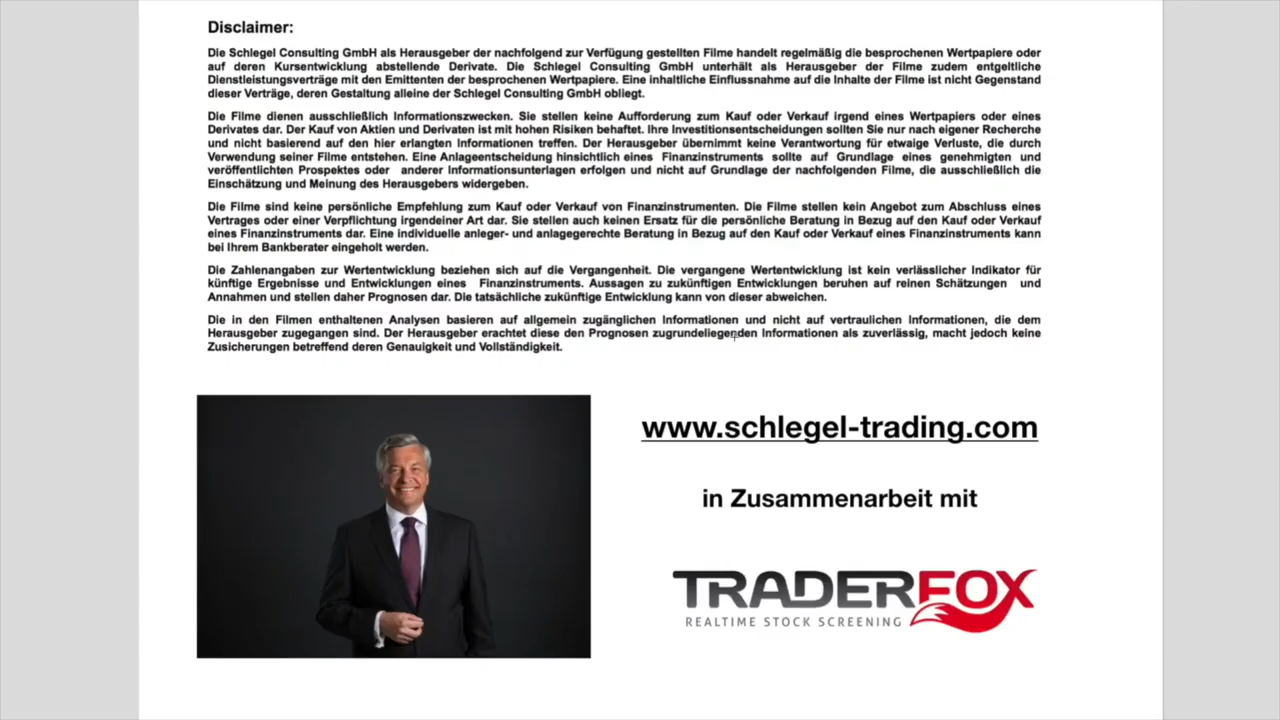 Disclaimer:
Die Schlegel Consulting GmbH als Herausgeber der nachfolgend zur Verfügung gestellten Filme handelt regelmäßig die besprochenen Wertpapiere oder
auf deren Kursentwicklung abstellende Derivate. Die Schlegel Consulting GmbH unterhält als Herausgeber der Filme zudem entgeltliche
Dienstleistungsverträge mit den Emittenten der besprochenen Wertpapiere. Eine inhaltliche Einflussnahme auf die Inhalte der Filme ist nicht Gegenstand
dieser Verträge, deren Gestaltung alleine der Schlegel Consulting GmbH obliegt.
Die Filme dienen ausschließlich Informationszwecken. Sie stellen keine Aufforderung zum Kauf oder Verkauf irgend eines Wertpapiers oder eines
Derivates dar. Der Kauf von Aktien und Derivaten ist mit hohen Risiken behaftet. Ihre Investitionsentscheidungen sollten Sie nur nach eigener Recherche
und nicht basierend auf den hier erlangten Informationen treffen. Der Herausgeber übernimmt keine Verantwortung für etwaige Verluste, die durch
Verwendung seiner Filme entstehen. Eine Anlageentscheidung hinsichtlich eines Finanzinstruments sollte auf Grundlage eines genehmigten und
veröffentlichten Prospektes oder anderer Informationsunterlagen erfolgen und nicht auf Grundlage der nachfolgenden Filme, die ausschließlich die
Einschätzung und Meinung des Herausgebers widergeben.
Die Filme sind keine persönliche Empfehlung zum Kauf oder Verkauf von Finanzinstrumenten. Die Filme stellen kein Angebot zum Abschluss eines
Vertrages oder einer Verpflichtung irgendeiner Art dar. Sie stellen auch keinen Ersatz für die persönliche Beratung in Bezug auf den Kauf oder Verkauf
eines Finanzinstruments dar. Eine individuelle anleger- und anlagegerechte Beratung in Bezug auf den Kauf oder Verkauf eines Finanzinstruments kann
bei Ihrem Bankberater eingeholt werden.
Die Zahlenangaben zur Wertentwicklung beziehen sich auf die Vergangenheit. Die vergangene Wertentwicklung ist kein verlässlicher Indikator für
künftige Ergebnisse und Entwicklungen eines Finanzinstruments. Aussagen zu zukünftigen Entwicklungen beruhen auf reinen Schätzungen und
Annahmen und stellen daher Prognosen dar. Die tatsächliche zukünftige Entwicklung kann von dieser abweichen.
Die in den Filmen enthaltenen Analysen basieren auf allgemein zugänglichen Informationen und nicht auf vertraulichen Informationen, die dem
Herausgeber zugegangen sind. Der Herausgeber erachtet diese den Prognosen zugrundeliegenden Informationen als zuverlässig, macht jedoch keine
Zusicherungen betreffend deren Genauigkeit und Vollständigkeit.
www.schlegel-trading.com
in Zusammenarbeit mit
TRADERFOX
REALTIME STOCK SCREENING